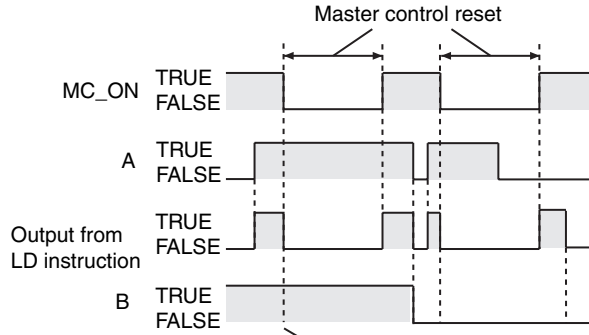 Master control reset
MC_ON
TRUE
FALSE
A
TRUE
FALSE
Output from
LD instruction
TRUE
FALSE
B
TRUE
FALSE